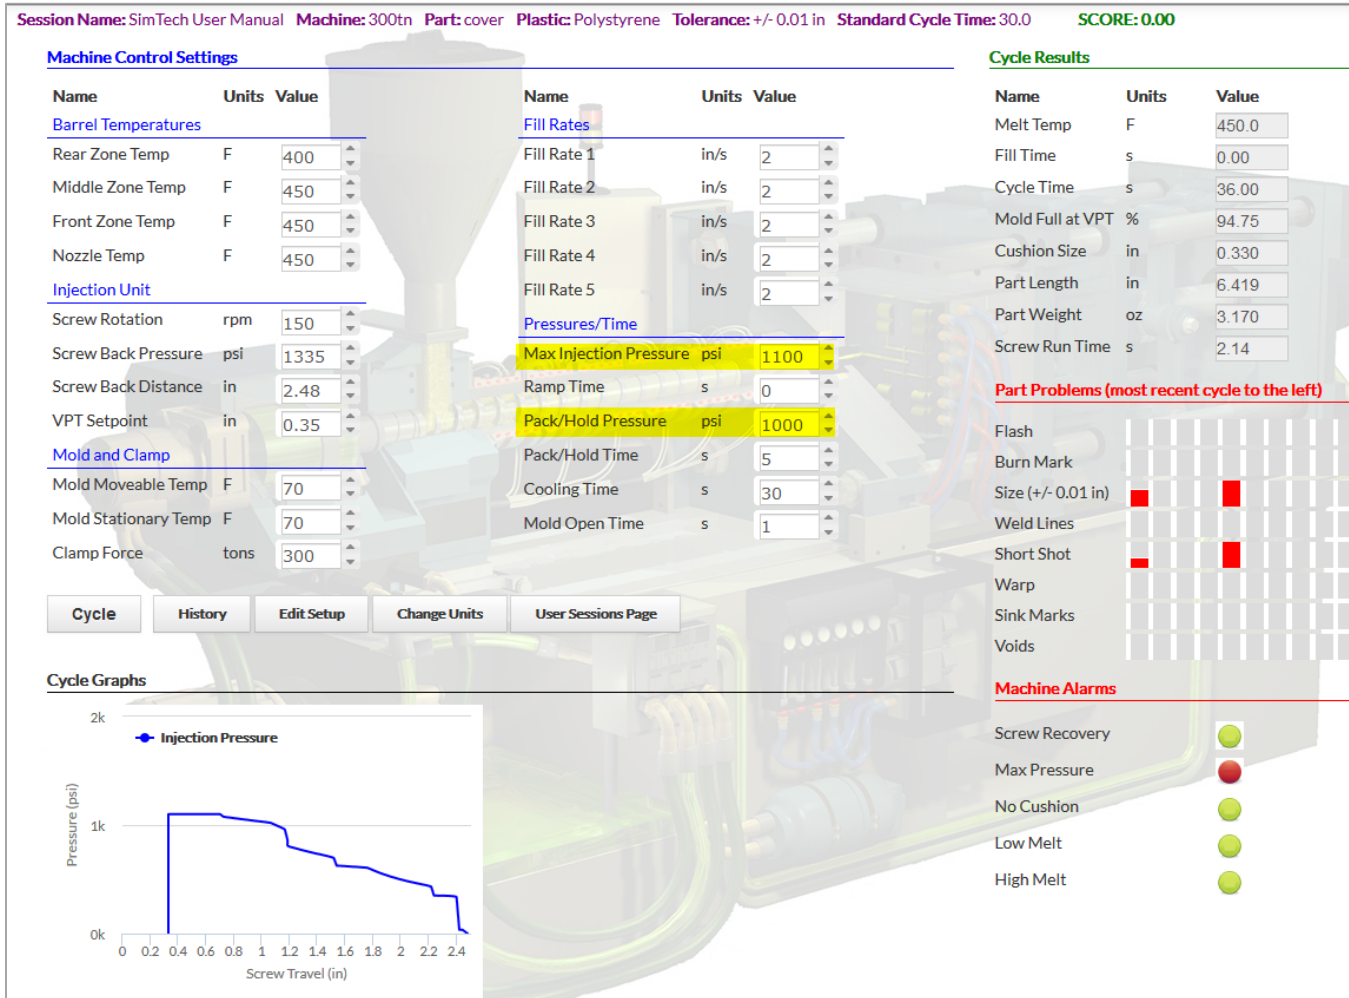 Session Name: SimTech User Manual Machine: 300tn Part: cover Plastic: Polystyrene Tolerance: +/- 0.01 in Standard Cycle Time: 30.0 SCORE: 0.00
Machine Control Settings
Name Units Value
Barrel Temperatures
Rear Zone Temp F 400
Middle Zone Temp F 450
Front Zone Temp F 450
Nozzle Temp F 450
Injection Unit
Screw Rotation rpm 150
Screw Back Pressure psi 1335
Screw Back Distance in 2.48
VPT Setpoint in 0.35
Mold and Clamp
Mold Moveable Temp F 70
Mold Stationary Temp F 70
Clamp Force tons 300
Name Units Value
Fill Rates
Fill Rate 1 in/s 2
Fill Rate 2 in/s 2
Fill Rate 3 in/s 2
Fill Rate 4 in/s 2
Fill Rate 5 in/s 2
Pressures/Time
Max Injection Pressure psi 1100
Ramp Time s 0
Pack/Hold Pressure psi 1000
Pack/Hold Time s 5
Cooling Time s 30
Mold Open Time s 1
Cycle History Edit Setup Change Units User Sessions Page
Cycle Graphs
Injection Pressure
2k
1k
0k
Pressure (psi)
0 0.2 0.4 0.6 0.8 1 1.2 1.4 1.6 1.8 2 2.2 2.4
Screw Travel (in)
Cycle Results
Name Units Value
Melt Temp F 450.0
Fill Time s 0.00
Cycle Time s 36.00
Mold Full at VPT % 94.75
Cushion Size in 0.330
Part Length in 6.419
Part Weight oz 3.170
Screw Run Time s 2.14
Part Problems (most recent cycle to the left)
Flash
Burn Mark
Size (+/- 0.01 in)
Weld Lines
Short Shot
Warp
Sink Marks
Voids
Machine Alarms
Screw Recovery
Max Pressure
No Cushion
Low Melt
High Melt